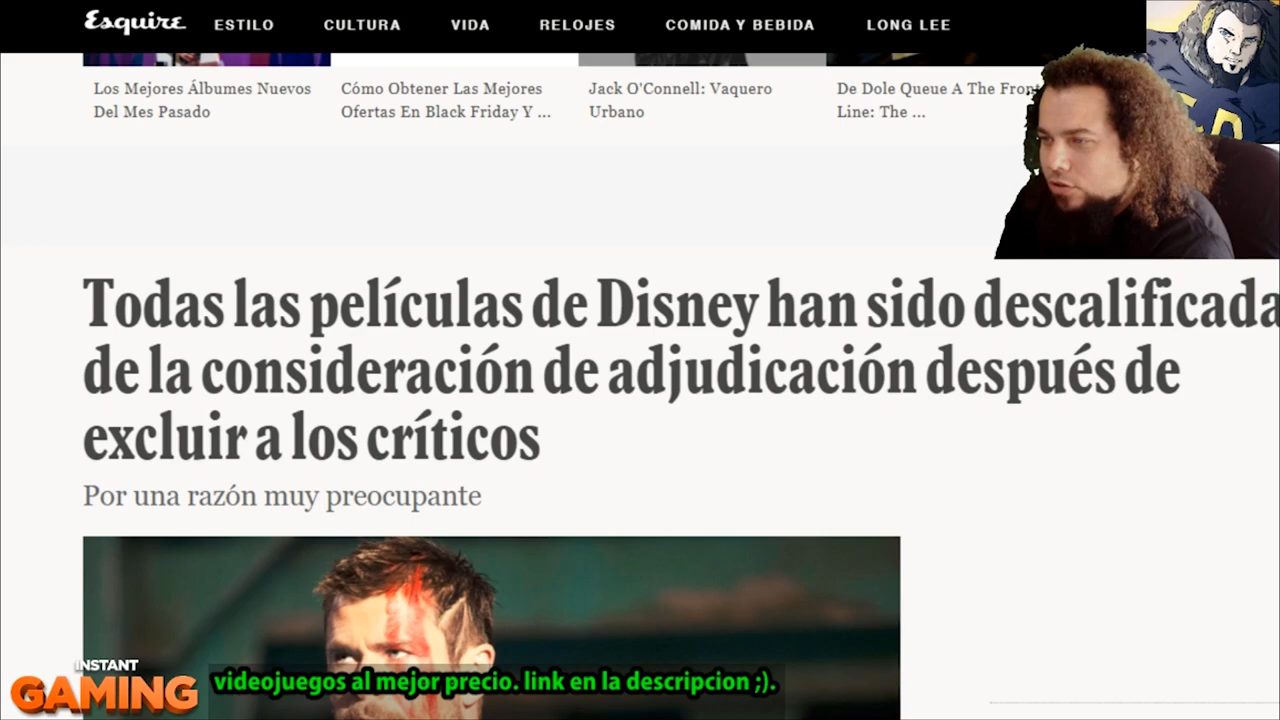 Esquire ESTILO CULTURA VIDA RELOJES COMIDA Y BEBIDA LONG LEE
Los Mejores Álbumes Nuevos
Del Mes Pasado
Cómo Obtener Las Mejores
Ofertas En Black Friday Y ...
Jack O'Connell: Vaquero
Urbano
De Dole Queue A The Fron
Line: The ...
Todas las películas de Disney han sido descalificada
de la consideración de adjudicación después de
excluir a los críticos
Por una razón muy preocupante
INSTANT
GAMING
videojuegos al mejor precio. link en la descripcion ;).